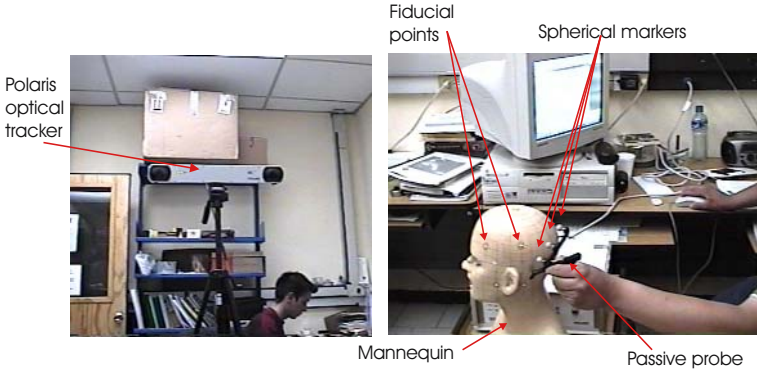 Fiducial
points
Spherical markers
Polaris
optical
tracker
Mannequin
Passive probe